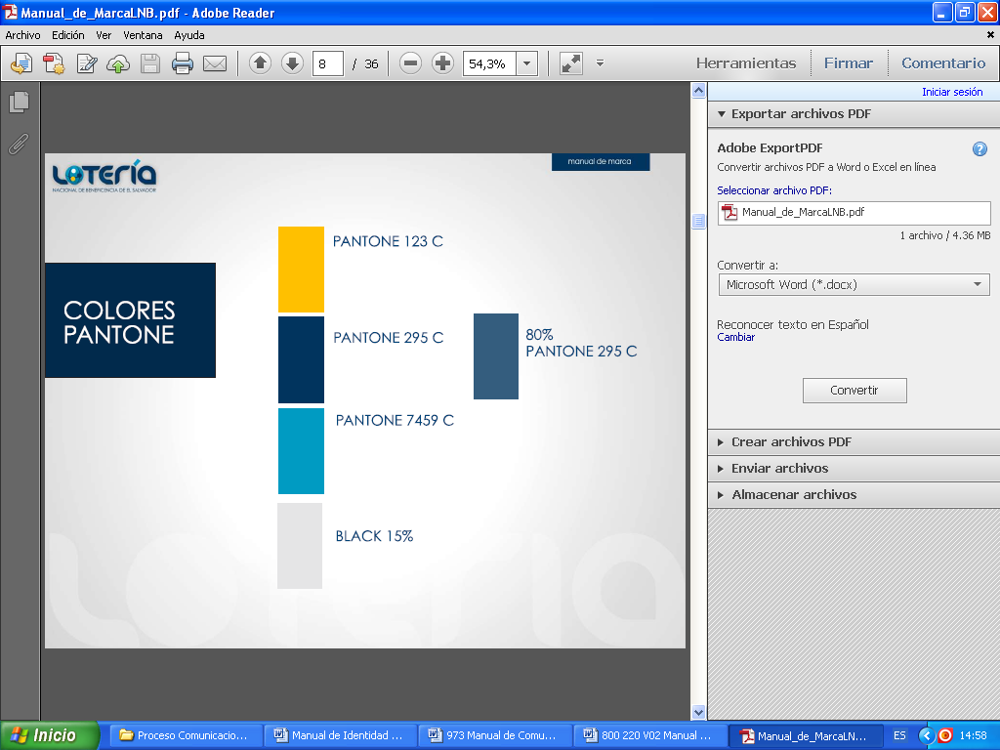 Manual_de_MarcaLNB.pdf - Adobe Reader
Archivo Edición Ver Ventana Ayuda
8 / 36 54,3% Herramientas Firmar Comentario
Iniciar sesión
Exportar archivos PDF
Adobe ExportPDF
Convertir archivos PDF a Word o Excel en línea
Seleccionar archivo PDF:
Manual_de_MarcaLNB.pdf
1 archivo / 4.36 MB
Convertir a:
Microsoft Word (*.docx)
Reconocer texto en Español
Cambiar
Convertir
Crear archivos PDF
Enviar archivos
Almacenar archivos
LOTERÍA
NACIONAL DE BENEFICENCIA DE EL SALVADOR
manual de marca
COLORES
PANTONE
PANTONE 123 C
PANTONE 295 C
80%
PANTONE 295 C
PANTONE 7459 C
BLACK 15%
Lotería
Inicio Proceso Comunicacio... Manual de Identidad ... 973 Manual de Comu... 800 220 V02 Manual ... Manual_de_MarcaLN... ES 14:58